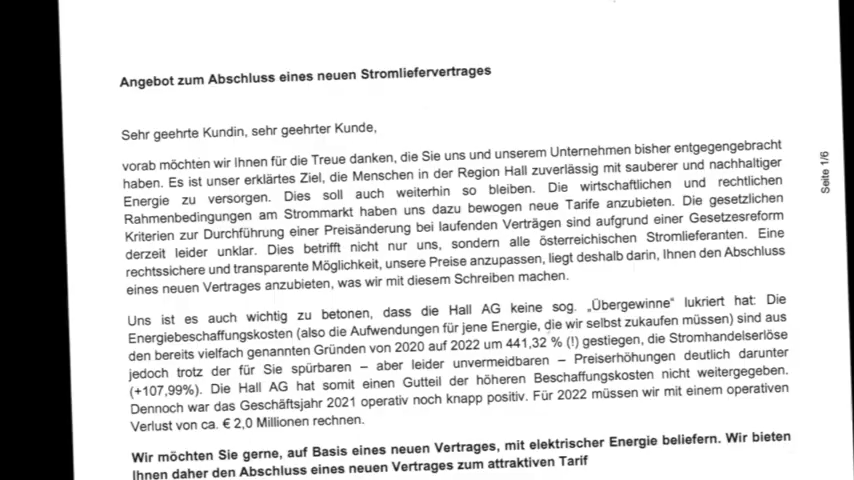 Angebot zum Abschluss eines neuen Stromliefervertrages
Sehr geehrte Kundin, sehr geehrter Kunde,
vorab möchten wir Ihnen für die Treue danken, die Sie uns und unserem Unternehmen bisher entgegengebracht
haben. Es ist unser erklärtes Ziel, die Menschen in der Region Hall zuverlässig mit sauberer und nachhaltiger
Energie zu versorgen. Dies soll auch weiterhin so bleiben. Die wirtschaftlichen und rechtlichen
Rahmenbedingungen am Strommarkt haben uns dazu bewogen neue Tarife anzubieten. Die gesetzlichen
Kriterien zur Durchführung einer Preisänderung bei laufenden Verträgen sind aufgrund einer Gesetzesreform
derzeit leider unklar. Dies betrifft nicht nur uns, sondern alle österreichischen Stromlieferanten. Eine
rechtssichere und transparente Möglichkeit, unsere Preise anzupassen, liegt deshalb darin, Ihnen den Abschluss
eines neuen Vertrages anzubieten, was wir mit diesem Schreiben machen.
Uns ist es auch wichtig zu betonen, dass die Hall AG keine sog. „Übergewinne“ lukriert hat: Die
Energiebeschaffungskosten (also die Aufwendungen für jene Energie, die wir selbst zukaufen müssen) sind aus
den bereits vielfach genannten Gründen von 2020 auf 2022 um 441,32 % (!) gestiegen, die Stromhandelserlöse
jedoch trotz der für Sie spürbaren – aber leider unvermeidbaren – Preiserhöhungen deutlich darunter
(+107,99%). Die Hall AG hat somit einen Gutteil der höheren Beschaffungskosten nicht weitergegeben.
Dennoch war das Geschäftsjahr 2021 operativ noch knapp positiv. Für 2022 müssen wir mit einem operativen
Verlust von ca. € 2,0 Millionen rechnen.
Wir möchten Sie gerne, auf Basis eines neuen Vertrages, mit elektrischer Energie beliefern. Wir bieten
Ihnen daher den Abschluss eines neuen Vertrages zum attraktiven Tarif
Seite 1/6